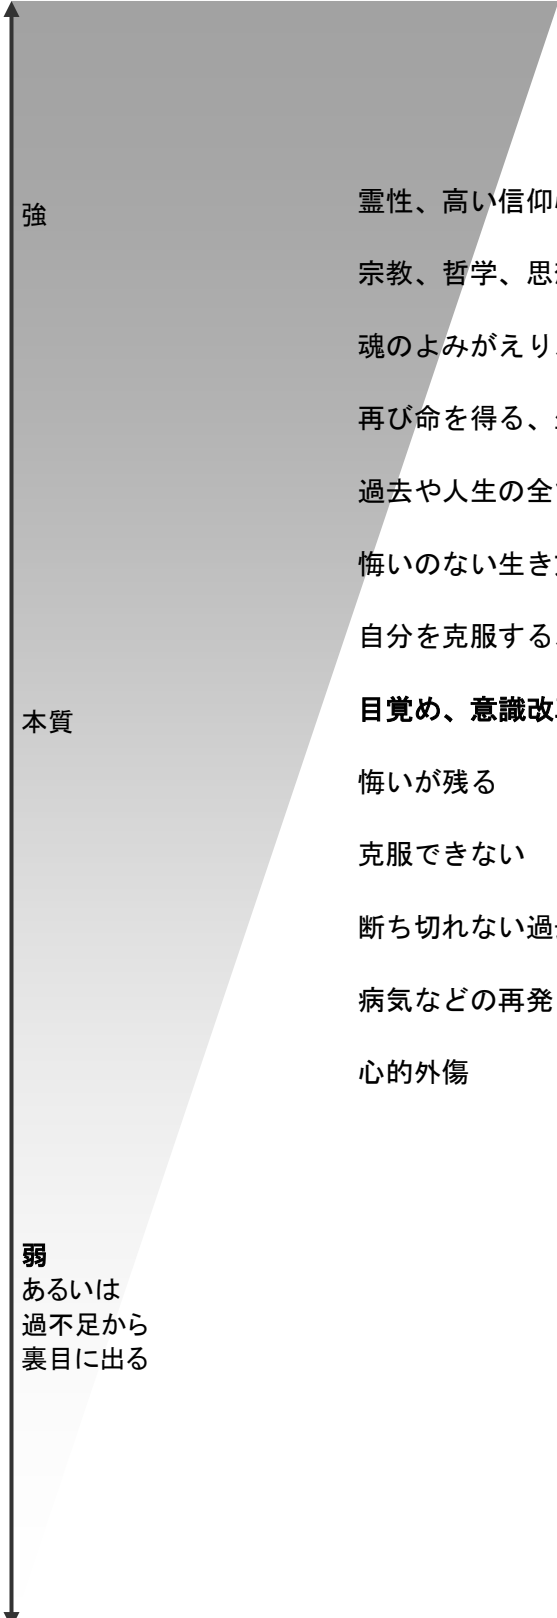 強
霊性、高い信仰
宗教、哲学、思
魂のよみがえり
再び命を得る、
過去や人生の全
悔いのない生き
自分を克服する
本質
目覚め、意識改
悔いが残る
克服できない
断ち切れない過
病気などの再発
心的外傷
弱
あるいは
過不足から
裏目に出る